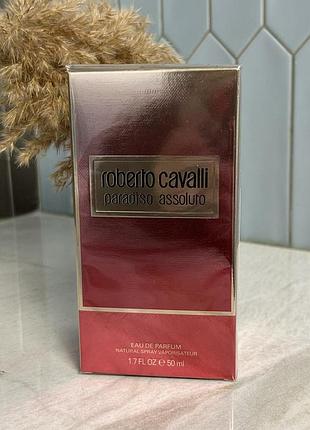 roberto cavalli
paradiso assoluto
EAU DE PARFUM
NATURAL SPRAY VAPORISATEUR
1.7 FL OZ ℮ 50 ml